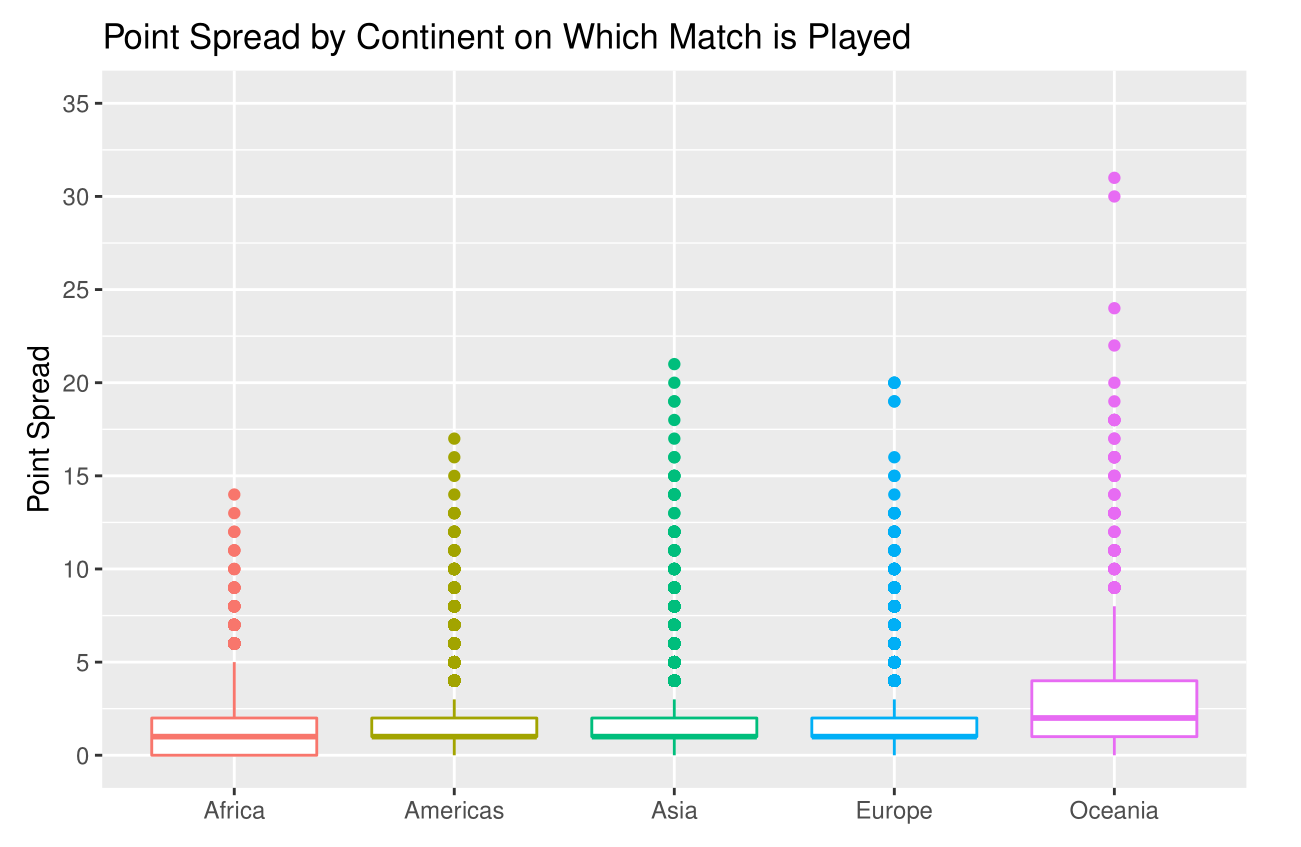 Point Spread by Continent on Which Match is Played
35
30
25
20
15
10
5
0
Point Spread
Africa Americas Asia Europe Oceania